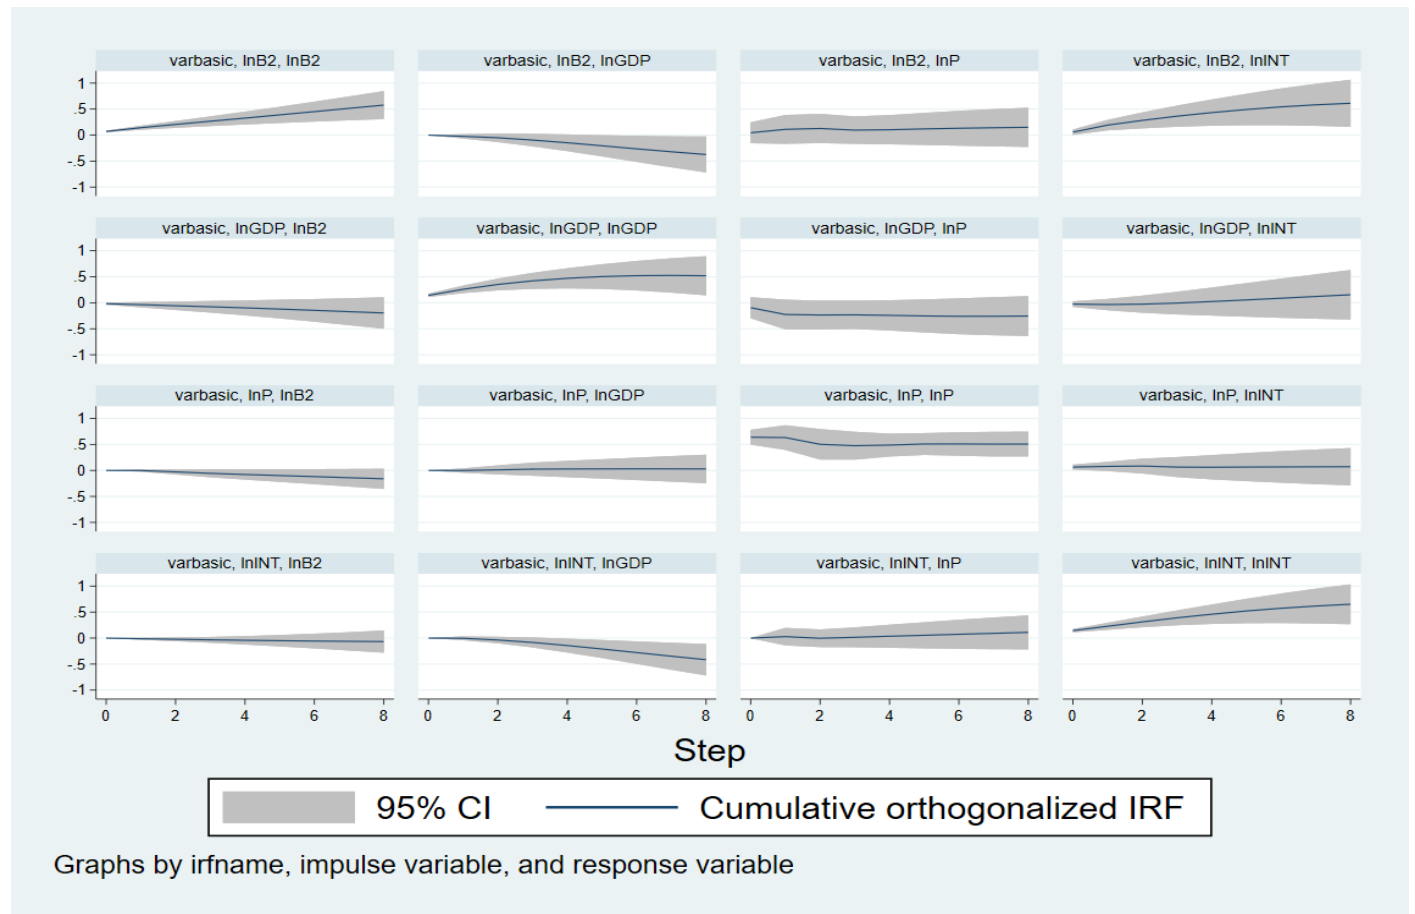 varbasic, lnB2, lnB2
varbasic, lnB2, lnGDP
varbasic, lnB2, lnP
varbasic, lnB2, lnINT
1
.5
0
-.5
-1
varbasic, lnGDP, lnB2
varbasic, lnGDP, lnGDP
varbasic, lnGDP, lnP
varbasic, lnGDP, lnINT
1
.5
0
-.5
-1
varbasic, lnP, lnB2
varbasic, lnP, lnGDP
varbasic, lnP, lnP
varbasic, lnP, lnINT
1
.5
0
-.5
-1
varbasic, lnINT, lnB2
varbasic, lnINT, lnGDP
varbasic, lnINT, lnP
varbasic, lnINT, lnINT
1
.5
0
-.5
-1
0 2 4 6 8
0 2 4 6 8
0 2 4 6 8
0 2 4 6 8
Step
95% CI
Cumulative orthogonalized IRF
Graphs by irfname, impulse variable, and response variable